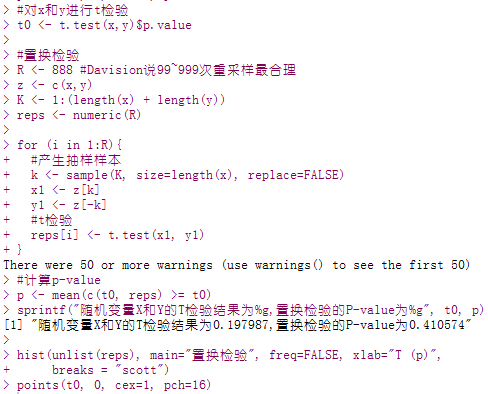 > #对x和y进行t检验
> t0 <- t.test(x,y)$p.value
>
> #置换检验
> R <- 888 #Davision说99~999次重采样最合理
> z <- c(x,y)
> K <- 1:(length(x) + length(y))
> reps <- numeric(R)
>
> for (i in 1:R){
+   #产生抽样样本
+   k <- sample(K, size=length(x), replace=FALSE)
+   x1 <- z[k]
+   y1 <- z[-k]
+   #t检验
+   reps[i] <- t.test(x1, y1)
+ }
There were 50 or more warnings (use warnings() to see the first 50)
> #计算p-value
> p <- mean(c(t0, reps) >= t0)
> sprintf("随机变量X和Y的T检验结果为%g,置换检验的P-value为%g", t0, p)
[1] "随机变量X和Y的T检验结果为0.197987,置换检验的P-value为0.410574"
>
> hist(unlist(reps), main="置换检验", freq=FALSE, xlab="T (p)",
+      breaks = "scott")
> points(t0, 0, cex=1, pch=16)